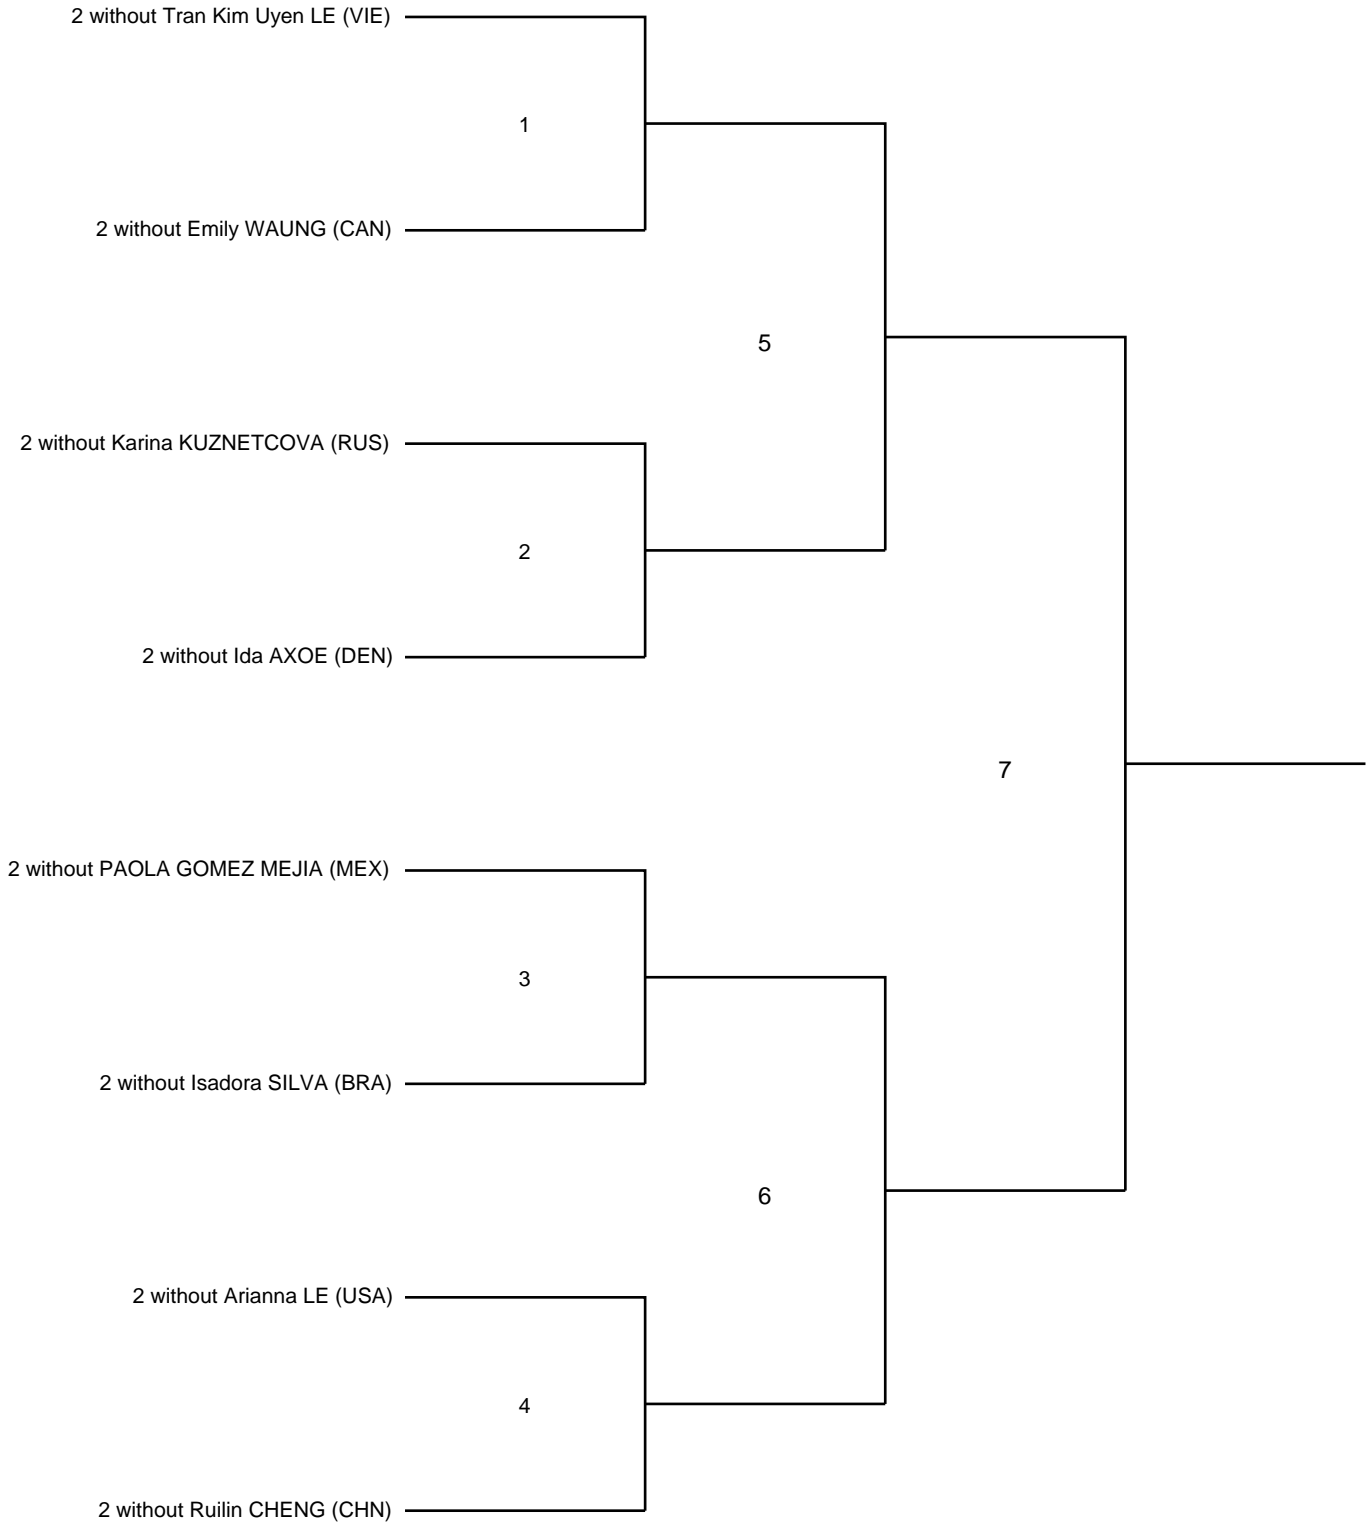 2 without Tran Kim Uyen LE (VIE)
1
2 without Emily WAUNG (CAN)
5
2 without Karina KUZNETCOVA (RUS)
2
2 without Ida AXOE (DEN)
7
2 without PAOLA GOMEZ MEJIA (MEX)
3
2 without Isadora SILVA (BRA)
6
2 without Arianna LE (USA)
4
2 without Ruilin CHENG (CHN)